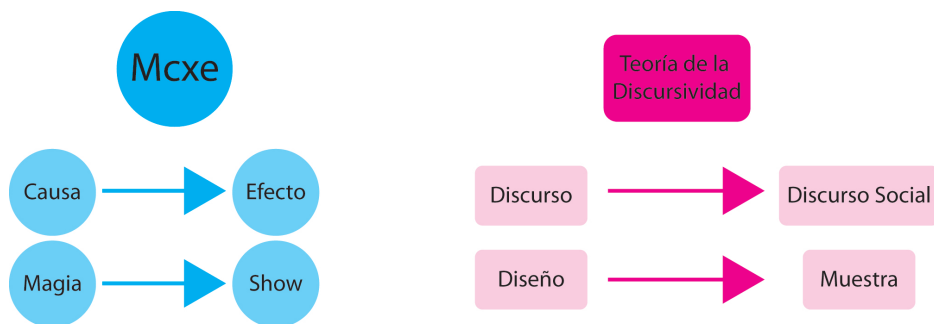 Mcxe
Teoría de la
Discursividad
Causa
Efecto
Discurso
Discurso Social
Magia
Show
Diseño
Muestra